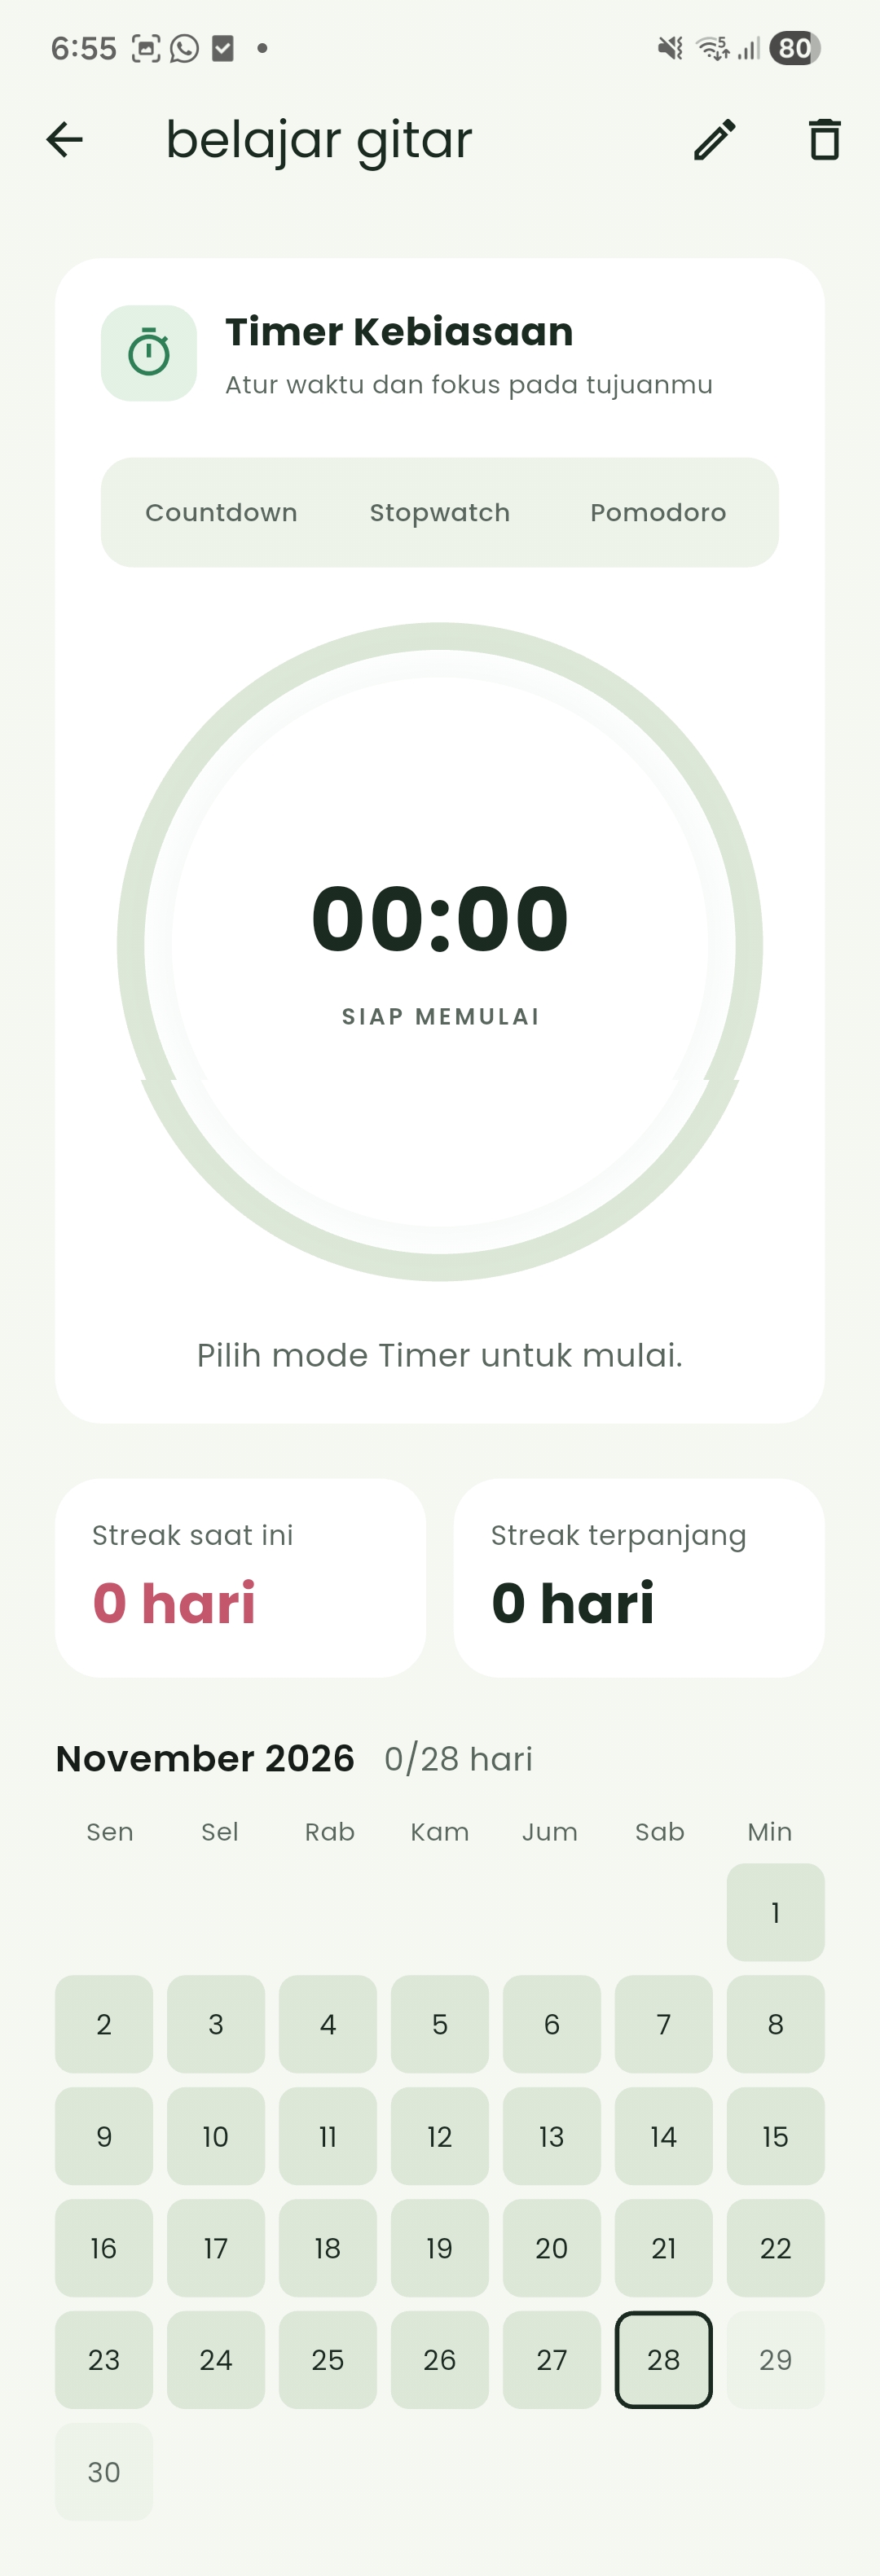 6:55
5
80
belajar gitar
Timer Kebiasaan
Atur waktu dan fokus pada tujuanmu
Countdown Stopwatch Pomodoro
00:00
SIAP MEMULAI
Pilih mode Timer untuk mulai.
Streak saat ini Streak terpanjang
0 hari 0 hari
November 2026 0/28 hari
Sen Sel Rab Kam Jum Sab Min
1
2 3 4 5 6 7 8
9 10 11 12 13 14 15
16 17 18 19 20 21 22
23 24 25 26 27 28 29
30